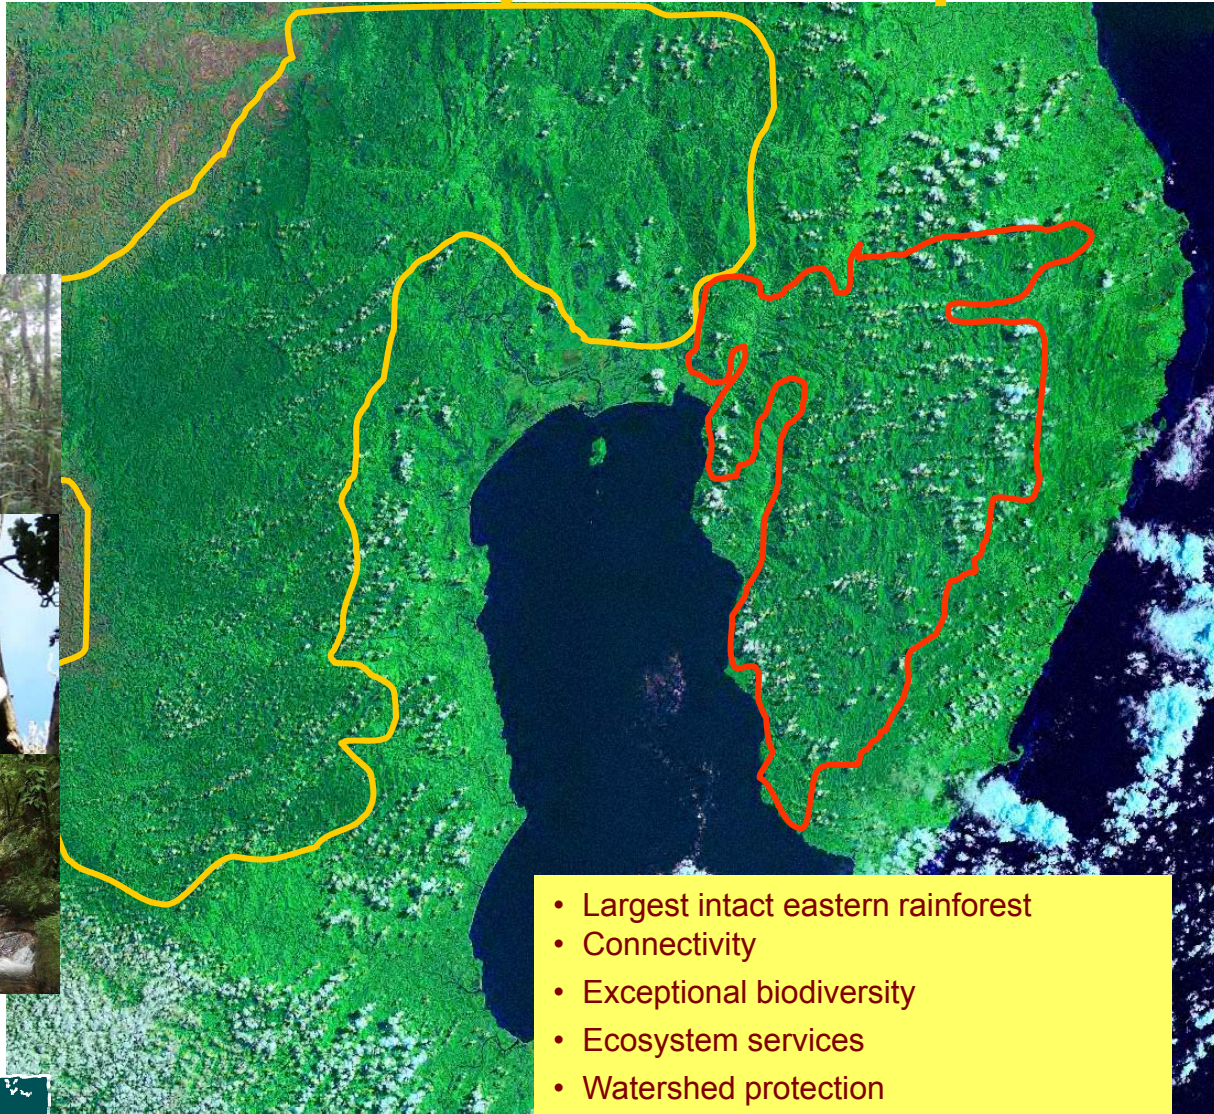 • Largest intact eastern rainforest
• Connectivity
• Exceptional biodiversity
• Ecosystem services
• Watershed protection